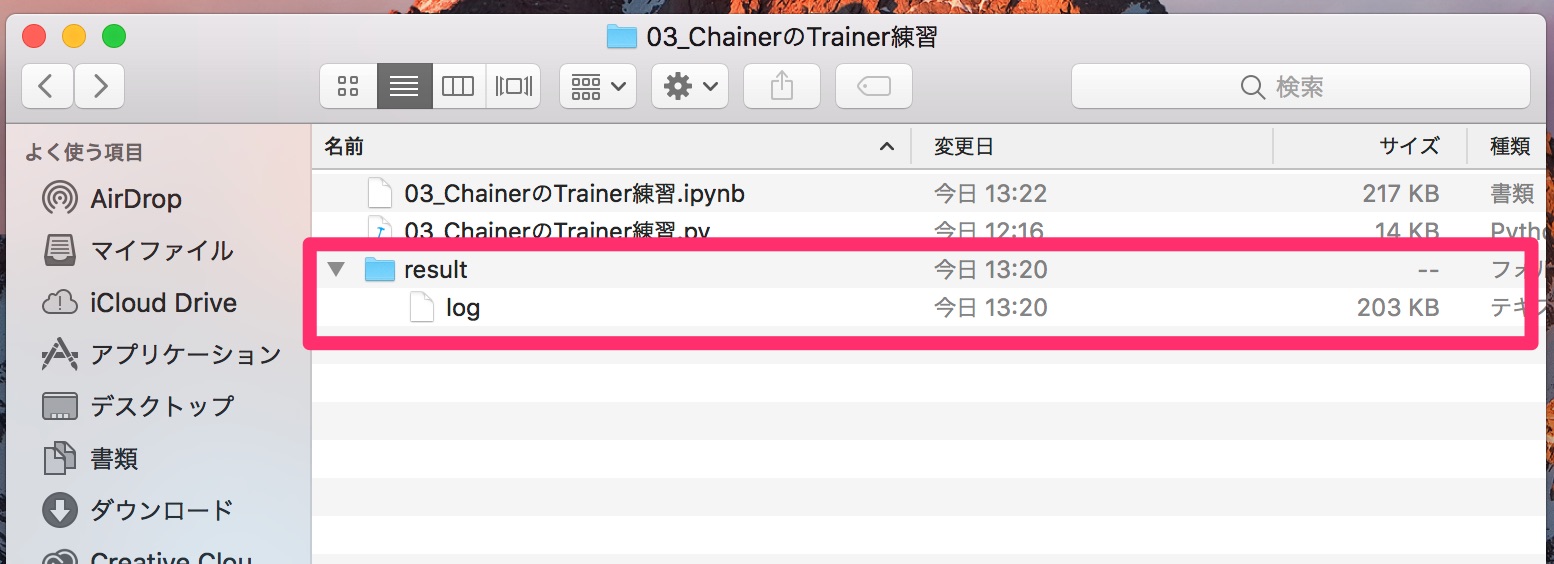 03_ChainerのTrainer練習
検索
よく使う項目
AirDrop
マイファイル
iCloud Drive
アプリケーション
デスクトップ
書類
ダウンロード
Creative Clou
名前 変更日 サイズ 種類
03_ChainerのTrainer練習.ipynb 今日 13:22 217 KB 書類
03_ChainerのTrainer練習.py 今日 12:16 14 KB Pytho
result 今日 13:20 -- フォル
log 今日 13:20 203 KB テキス